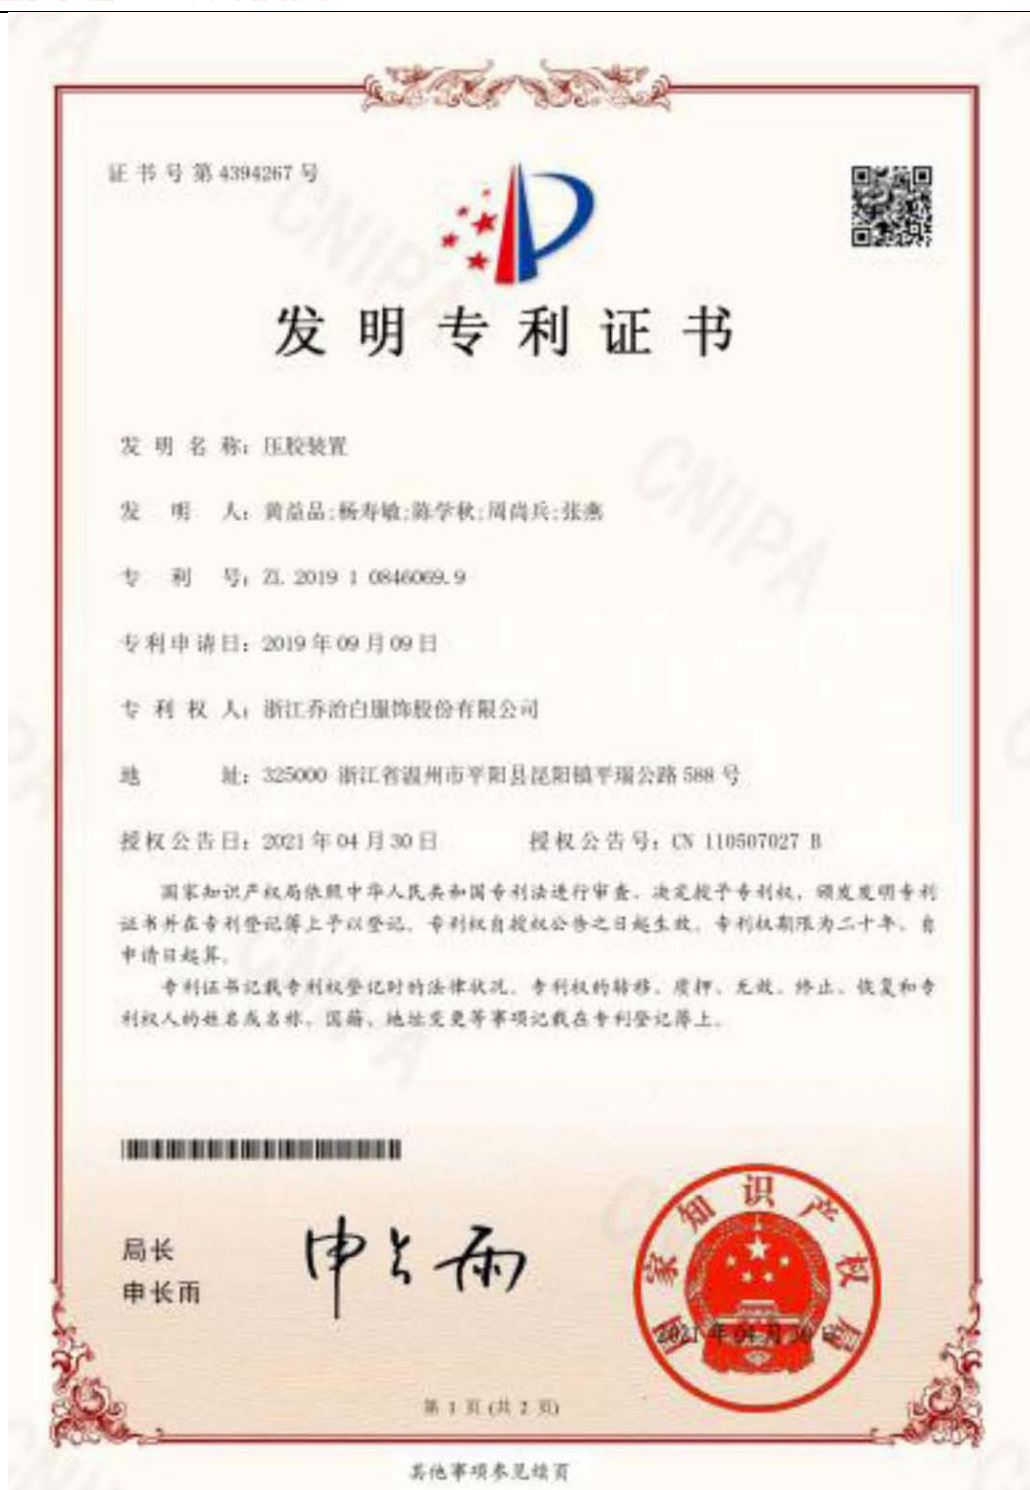 证书号第4394267号
发明专利证书
发明名称：压胶装置
发明人：黄益品;杨寿敏;陈学秋;周尚兵;张燕
专利号：ZL 2019 1 0846069.9
专利申请日：2019年09月09日
专利权人：浙江乔治白服饰股份有限公司
地址：325000 浙江省温州市平阳县昆阳镇平瑞公路588号
授权公告日：2021年04月30日 授权公告号：CN 110507027 B
国家知识产权局依照中华人民共和国专利法进行审查，决定授予专利权，颁发发明专利
证书并在专利登记簿上予以登记。专利权自授权公告之日起生效。专利权期限为二十年，自
申请日起算。
专利证书记载专利权登记时的法律状况。专利权的转移、质押、无效、终止、恢复和专
利权人的姓名或名称、国籍、地址变更等事项记载在专利登记簿上。
局长
申长雨
申长雨
国家知识产权局
2021年04月30日
第 1 页 (共 2 页)
其他事项参见续页
CNIPA
CNIPA
CNIPA